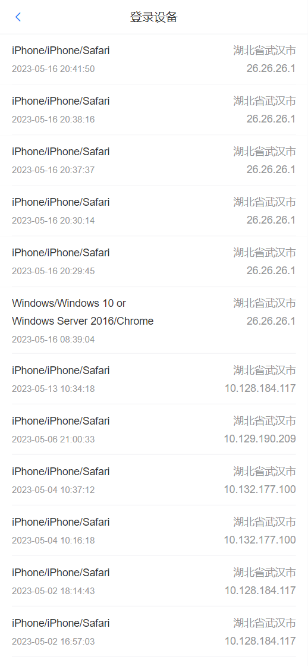 登录设备
iPhone/iPhone/Safari 湖北省武汉市
2023-05-16 20:41:50 26.26.26.1
iPhone/iPhone/Safari 湖北省武汉市
2023-05-16 20:38:16 26.26.26.1
iPhone/iPhone/Safari 湖北省武汉市
2023-05-16 20:37:37 26.26.26.1
iPhone/iPhone/Safari 湖北省武汉市
2023-05-16 20:30:14 26.26.26.1
iPhone/iPhone/Safari 湖北省武汉市
2023-05-16 20:29:45 26.26.26.1
Windows/Windows 10 or 湖北省武汉市
Windows Server 2016/Chrome 26.26.26.1
2023-05-16 08:39:04
iPhone/iPhone/Safari 湖北省武汉市
2023-05-13 10:34:18 10.128.184.117
iPhone/iPhone/Safari 湖北省武汉市
2023-05-06 21:00:33 10.129.190.209
iPhone/iPhone/Safari 湖北省武汉市
2023-05-04 10:37:12 10.132.177.100
iPhone/iPhone/Safari 湖北省武汉市
2023-05-04 10:16:18 10.132.177.100
iPhone/iPhone/Safari 湖北省武汉市
2023-05-02 18:14:43 10.128.184.117
iPhone/iPhone/Safari 湖北省武汉市
2023-05-02 16:57:03 10.128.184.117